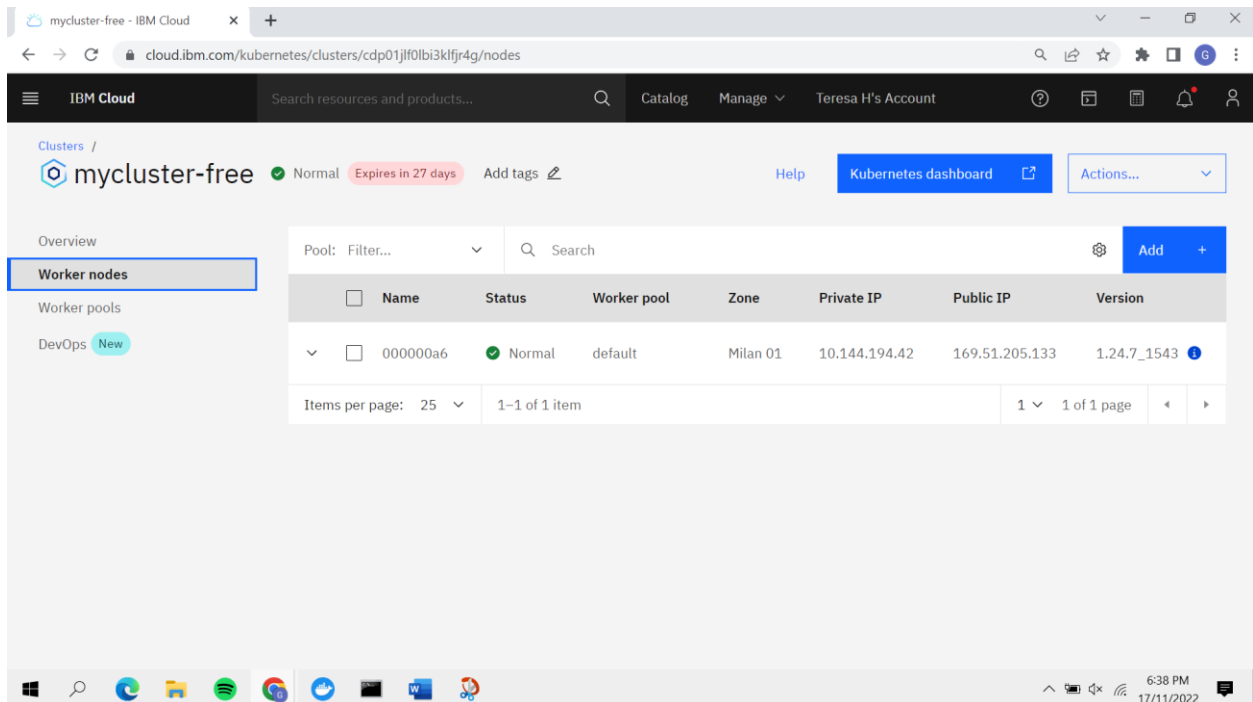 mycluster-free - IBM Cloud
cloud.ibm.com/kubernetes/clusters/cdp01jlf0lbi3klfjr4g/nodes
G
IBM Cloud Search resources and products... Catalog Manage Teresa H's Account
Clusters /
mycluster-free Normal Expires in 27 days Add tags Help Kubernetes dashboard Actions...
Overview
Worker nodes
Worker pools
DevOps New
Pool: Filter... Search Add +
Name Status Worker pool Zone Private IP Public IP Version
000000a6 Normal default Milan 01 10.144.194.42 169.51.205.133 1.24.7_1543
Items per page: 25 1–1 of 1 item 1 1 of 1 page
6:38 PM
17/11/2022